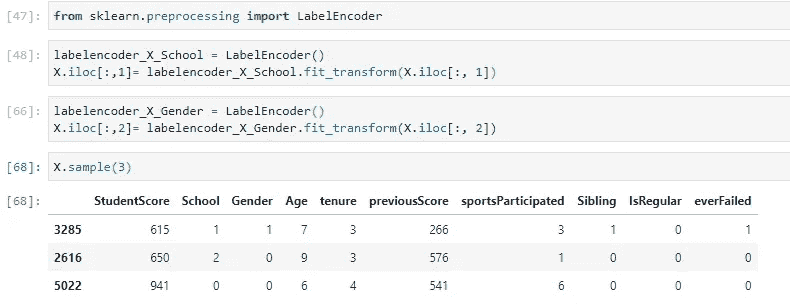 [47]: from sklearn.preprocessing import LabelEncoder
[48]: labelencoder_X_School = LabelEncoder()
X.iloc[:,1]= labelencoder_X_School.fit_transform(X.iloc[:, 1])
[66]: labelencoder_X_Gender = LabelEncoder()
X.iloc[:,2]= labelencoder_X_Gender.fit_transform(X.iloc[:, 2])
[68]: X.sample(3)
[68]: StudentScore School Gender Age tenure previousScore sportsParticipated Sibling IsRegular everFailed
3285 615 1 1 7 3 266 3 1 0 1
2616 650 2 0 9 3 576 1 0 0 0
5022 941 0 0 6 4 541 6 0 0 0